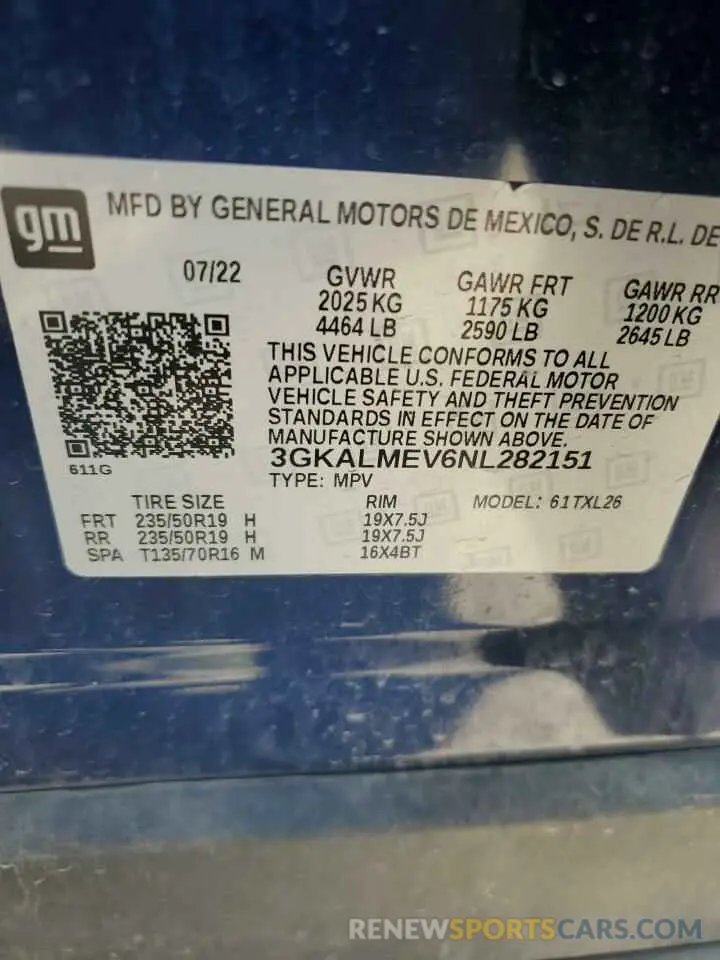 gm
MFD BY GENERAL MOTORS DE MEXICO, S. DE R.L. DE
07/22
GVWR GAWR FRT GAWR RR
2025 KG 1175 KG 1200 KG
4464 LB 2590 LB 2645 LB
THIS VEHICLE CONFORMS TO ALL
APPLICABLE U.S. FEDERAL MOTOR
VEHICLE SAFETY AND THEFT PREVENTION
STANDARDS IN EFFECT ON THE DATE OF
MANUFACTURE SHOWN ABOVE.
611G
3GKALMEV6NL282151
TYPE: MPV
TIRE SIZE RIM MODEL: 61TXL26
FRT 235/50R19 H 19X7.5J
RR 235/50R19 H 19X7.5J
SPA T135/70R16 M 16X4BT
RENEWSPORTSCARS.COM